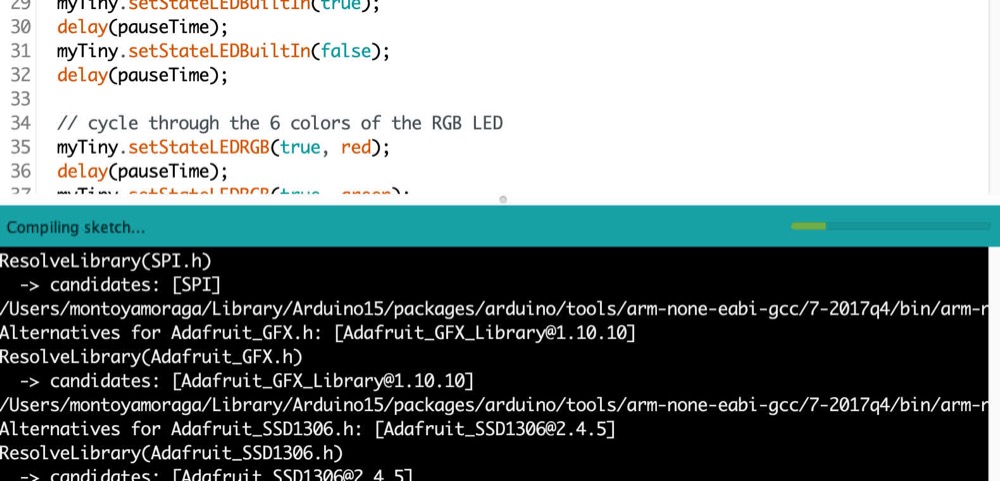 29 myTiny.setStateLEDBuiltIn(true);
30 delay(pauseTime);
31 myTiny.setStateLEDBuiltIn(false);
32 delay(pauseTime);
33
34 // cycle through the 6 colors of the RGB LED
35 myTiny.setStateLEDRGB(true, red);
36 delay(pauseTime);
37 myTiny.setStateLEDRGB(true, green);
Compiling sketch...
ResolveLibrary(SPI.h)
-> candidates: [SPI]
/Users/montoyamoraga/Library/Arduino15/packages/arduino/tools/arm-none-eabi-gcc/7-2017q4/bin/arm-n
Alternatives for Adafruit_GFX.h: [Adafruit_GFX_Library@1.10.10]
ResolveLibrary(Adafruit_GFX.h)
-> candidates: [Adafruit_GFX_Library@1.10.10]
/Users/montoyamoraga/Library/Arduino15/packages/arduino/tools/arm-none-eabi-gcc/7-2017q4/bin/arm-n
Alternatives for Adafruit_SSD1306.h: [Adafruit_SSD1306@2.4.5]
ResolveLibrary(Adafruit_SSD1306.h)
-> candidates: [Adafruit_SSD1306@2.4.5]